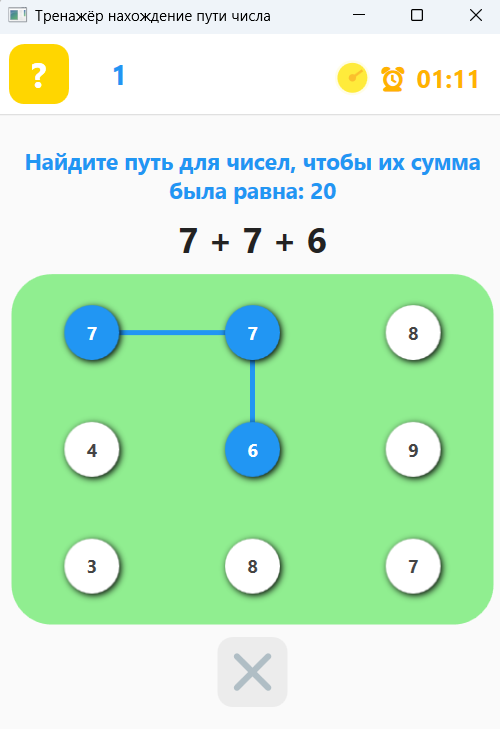 Тренажёр нахождение пути числа
?
1
01:11
Найдите путь для чисел, чтобы их сумма
была равна: 20
7 + 7 + 6
7 7 8
4 6 9
3 8 7